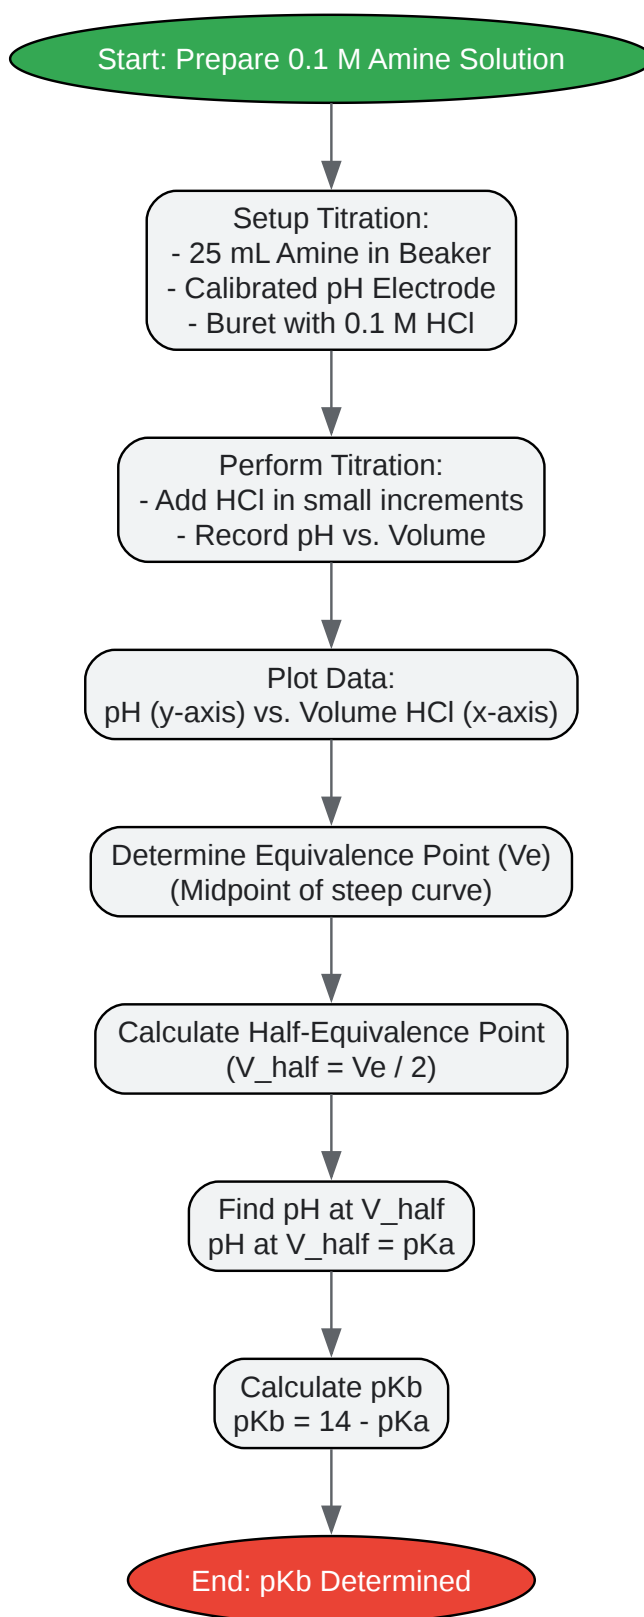 Start: Prepare 0.1 M Amine Solution
Setup Titration:
- 25 mL Amine in Beaker
- Calibrated pH Electrode
- Buret with 0.1 M HCl
Perform Titration:
- Add HCl in small increments
- Record pH vs. Volume
Plot Data:
pH (y-axis) vs. Volume HCl (x-axis)
Determine Equivalence Point (Ve)
(Midpoint of steep curve)
Calculate Half-Equivalence Point
(V_half = Ve / 2)
Find pH at V_half
pH at V_half = pKa
Calculate pKb
pKb = 14 - pKa
End: pKb Determined